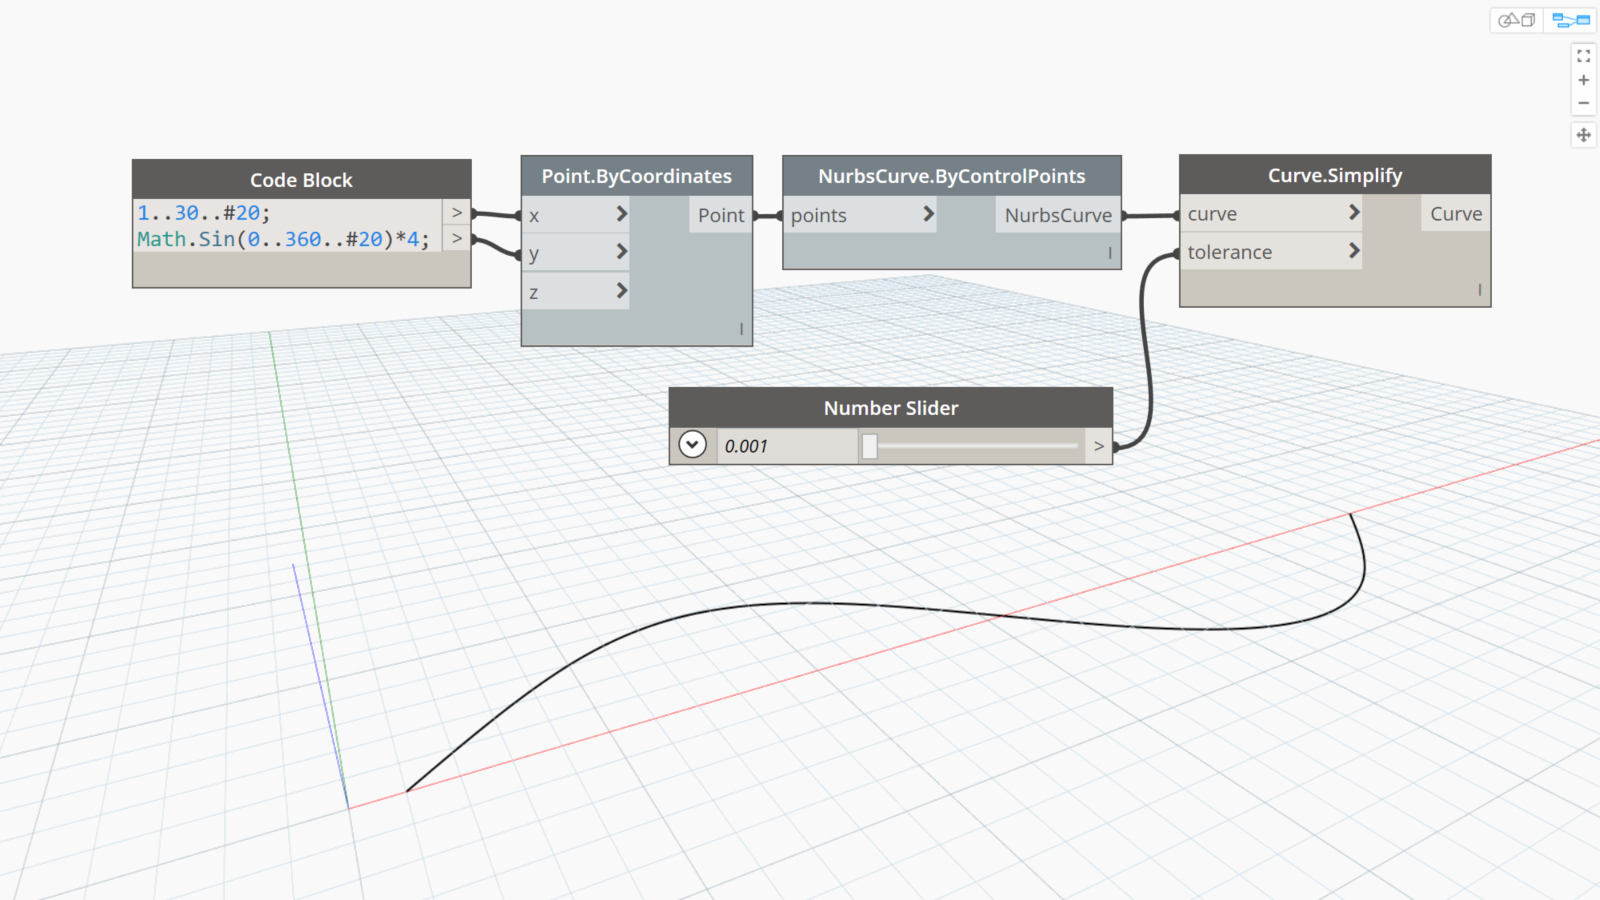 Code Block
1..30..#20;
>
Math.Sin(0..360..#20)*4;
>
Point.ByCoordinates
x
Point
y
z
l
NurbsCurve.ByControlPoints
points
NurbsCurve
l
Curve.Simplify
curve
Curve
tolerance
l
Number Slider
0.001
>